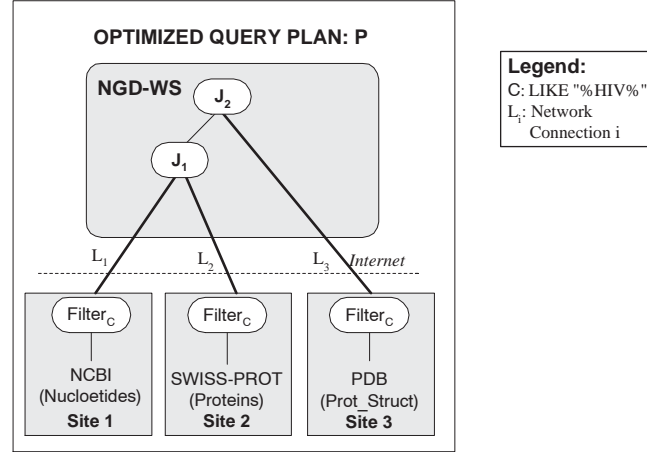 OPTIMIZED QUERY PLAN: P
NGD-WS
J2
J1
L1
L2
L3
Internet
FilterC
FilterC
FilterC
NCBI
(Nucloetides)
Site 1
SWISS-PROT
(Proteins)
Site 2
PDB
(Prot_Struct)
Site 3
Legend:
C: LIKE "%HIV%"
Li: Network
Connection i